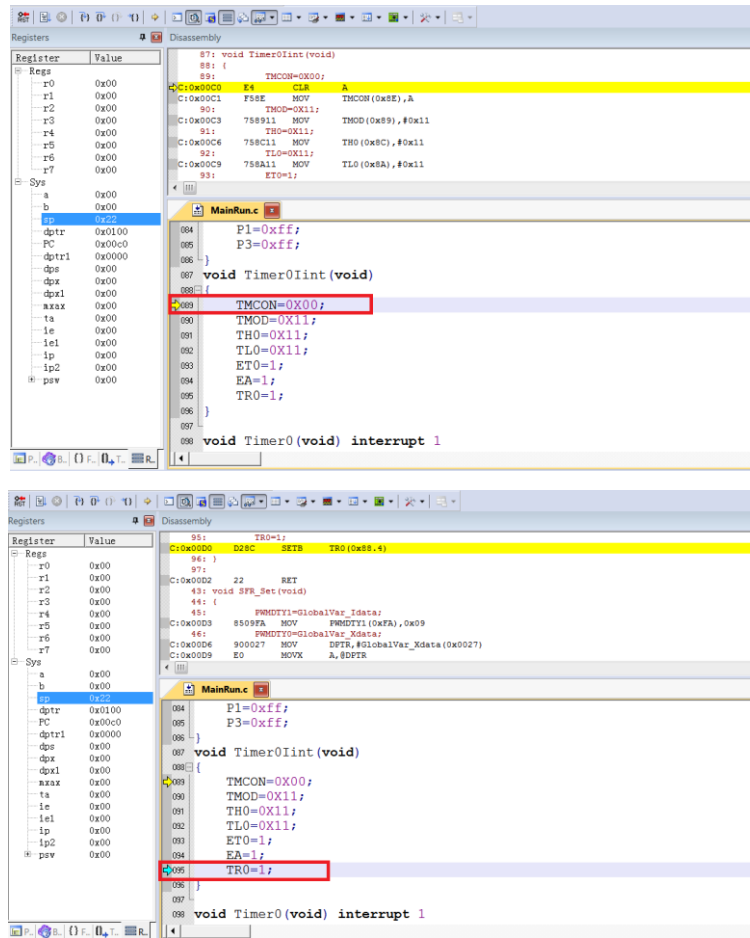 Registers
Register Value
Regs
r0 0x00
r1 0x00
r2 0x00
r3 0x00
r4 0x00
r5 0x00
r6 0x00
r7 0x00
Sys
a 0x00
b 0x00
sp 0x22
dptr 0x0100
PC 0x00c0
dptr1 0x0000
dps 0x00
dpx 0x00
dpx1 0x00
mxax 0x00
ta 0x00
ie 0x00
ie1 0x00
ip 0x00
ip2 0x00
psw 0x00
P... B... {} F... T... R...
Disassembly
87: void Timer0Iint(void)
88: {
89: TMCON=0X00;
C:0x00C0 E4 CLR A
C:0x00C1 F58E MOV TMCON(0x8E),A
90: TMOD=0X11;
C:0x00C3 758911 MOV TMOD(0x89),#0x11
91: TH0=0X11;
C:0x00C6 758C11 MOV TH0(0x8C),#0x11
92: TL0=0X11;
C:0x00C9 758A11 MOV TL0(0x8A),#0x11
93: ET0=1;
MainRun.c
084 P1=0xff;
085 P3=0xff;
086 }
087 void Timer0Iint(void)
088 {
089 TMCON=0X00;
090 TMOD=0X11;
091 TH0=0X11;
092 TL0=0X11;
093 ET0=1;
094 EA=1;
095 TR0=1;
096 }
097
098 void Timer0(void) interrupt 1
Registers
Register Value
Regs
r0 0x00
r1 0x00
r2 0x00
r3 0x00
r4 0x00
r5 0x00
r6 0x00
r7 0x00
Sys
a 0x00
b 0x00
sp 0x22
dptr 0x0100
PC 0x00c0
dptr1 0x0000
dps 0x00
dpx 0x00
dpx1 0x00
mxax 0x00
ta 0x00
ie 0x00
ie1 0x00
ip 0x00
ip2 0x00
psw 0x00
P... B... {} F... T... R...
Disassembly
95: TR0=1;
C:0x00D0 D28C SETB TR0(0x88.4)
96: }
97:
C:0x00D2 22 RET
43: void SFR_Set(void)
44: {
45: PWMDTY1=GlobalVar_Idata;
C:0x00D3 8509FA MOV PWMDTY1(0xFA),0x09
46: PWMDTY0=GlobalVar_Xdata;
C:0x00D6 900027 MOV DPTR,#GlobalVar_Xdata(0x0027)
C:0x00D9 E0 MOVX A,@DPTR
MainRun.c
084 P1=0xff;
085 P3=0xff;
086 }
087 void Timer0Iint(void)
088 {
089 TMCON=0X00;
090 TMOD=0X11;
091 TH0=0X11;
092 TL0=0X11;
093 ET0=1;
094 EA=1;
095 TR0=1;
096 }
097
098 void Timer0(void) interrupt 1